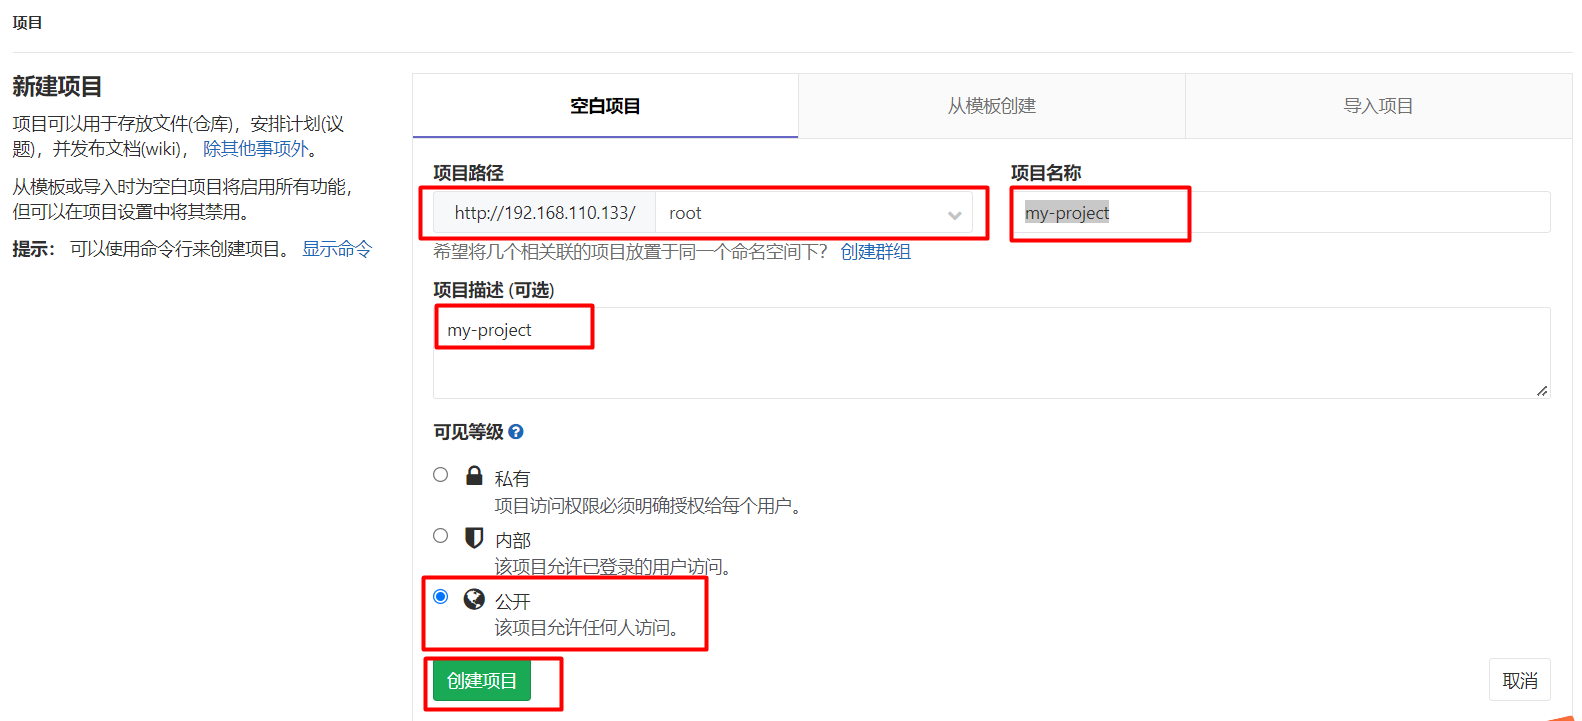 项目
新建项目
项目可以用于存放文件(仓库)，安排计划(议
题)，并发布文档(wiki)， 除其他事项外。
从模板或导入时为空白项目将启用所有功能，
但可以在项目设置中将其禁用。
提示： 可以使用命令行来创建项目。 显示命令
空白项目
从模板创建
导入项目
项目路径
http://192.168.110.133/
root
希望将几个相关联的项目放置于同一个命名空间下？ 创建群组
项目名称
my-project
项目描述 (可选)
my-project
可见等级
私有
项目访问权限必须明确授权给每个用户。
内部
该项目允许已登录的用户访问。
公开
该项目允许任何人访问。
创建项目
取消